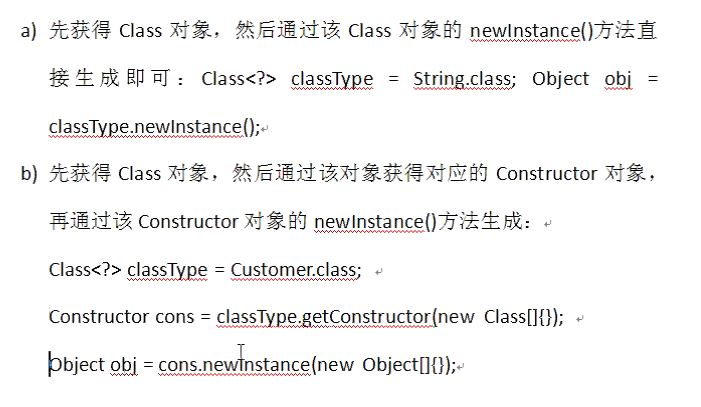 a) 先获得 Class 对象，然后通过该 Class 对象的 newInstance()方法直
接生成即可：Class<?> classType = String.class; Object obj =
classType.newInstance();
b) 先获得 Class 对象，然后通过该对象获得对应的 Constructor 对象，
再通过该 Constructor 对象的 newInstance()方法生成：
Class<?> classType = Customer.class;
Constructor cons = classType.getConstructor(new Class[]{});
Object obj = cons.newInstance(new Object[]{});